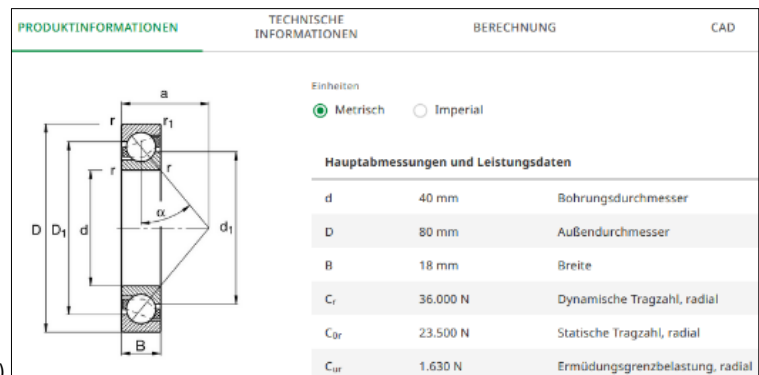 PRODUKTINFORMATIONEN
TECHNISCHE
INFORMATIONEN
BERECHNUNG
CAD
Einheiten
Metrisch
Imperial
Hauptabmessungen und Leistungsdaten
d 40 mm Bohrungsdurchmesser
D 80 mm Außendurchmesser
B 18 mm Breite
Cr 36.000 N Dynamische Tragzahl, radial
C0r 23.500 N Statische Tragzahl, radial
Cur 1.630 N Ermüdungsgrenzbelastung, radial
a
r r1
r r
α
D D1 d d1
B
)